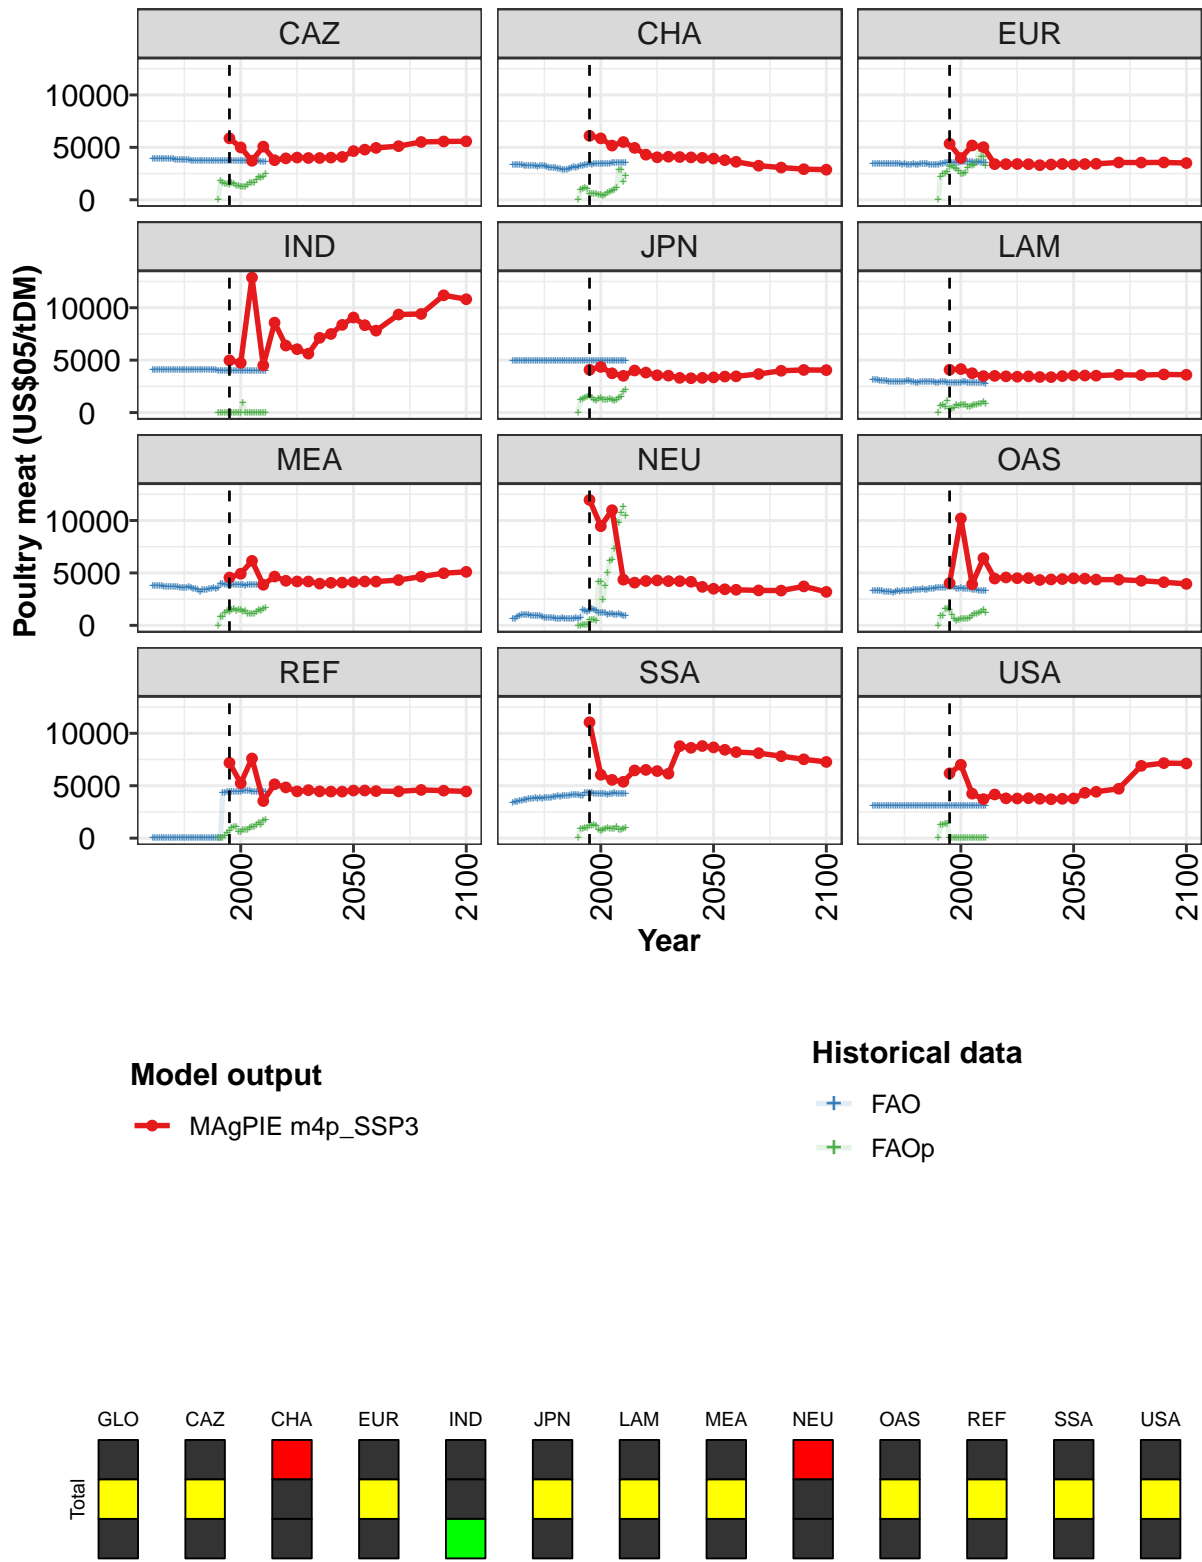 CAZ CHA EUR
10000
5000
0
IND JPN LAM
10000
5000
0
MEA NEU OAS
10000
5000
0
REF SSA USA
10000
5000
0
2000 2050 2100 2000 2050 2100 2000 2050 2100
Year
Poultry meat (US$05/tDM)
Model output
MAgPIE m4p_SSP3
Historical data
FAO
FAOp
GLO CAZ CHA EUR IND JPN LAM MEA NEU OAS REF SSA USA
Total